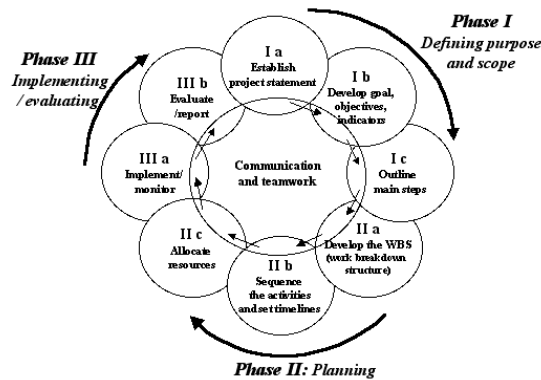 Phase I
Defining purpose
and scope
Phase III
Implementing
/ evaluating
I a
Establish
project statement
I b
Develop goal,
objectives,
indicators
I c
Outline
main steps
II a
Develop the WBS
(work breakdown
structure)
II b
Sequence
the activities
and set timelines
II c
Allocate
resources
III a
Implement/
monitor
III b
Evaluate
/report
Communication
and teamwork
Phase II: Planning